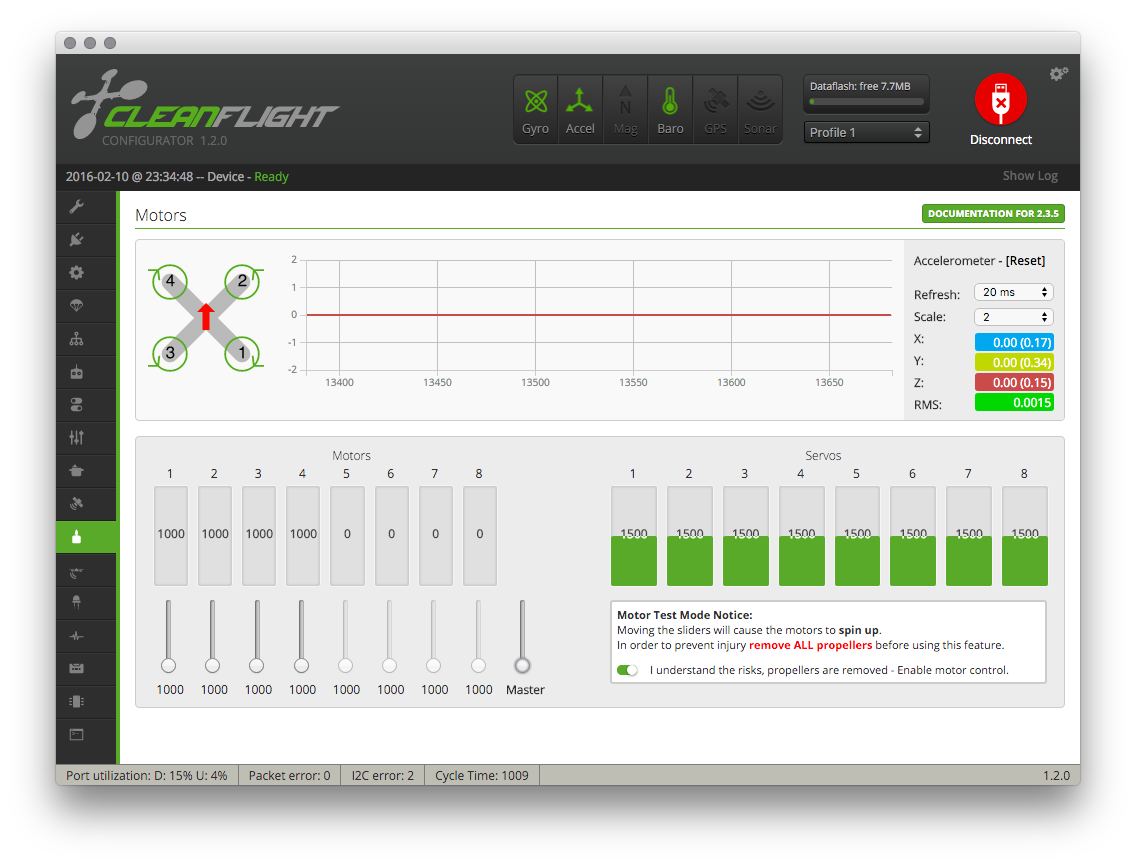 CLEANFLIGHT
CONFIGURATOR 1.2.0
Gyro
Accel
N
Mag
Baro
GPS
Sonar
Dataflash: free 7.7MB
Profile 1
Disconnect
2016-02-10 @ 23:34:48 -- Device - Ready
Show Log
Motors
DOCUMENTATION FOR 2.3.5
4 2
3 1
2
1
0
-1
-2
13400 13450 13500 13550 13600 13650
Accelerometer - [Reset]
Refresh: 20 ms
Scale: 2
X: 0.00 (0.17)
Y: 0.00 (0.34)
Z: 0.00 (0.15)
RMS: 0.0015
Motors
1 2 3 4 5 6 7 8
1000 1000 1000 1000 0 0 0 0
1000 1000 1000 1000 1000 1000 1000 1000 Master
Servos
1 2 3 4 5 6 7 8
1500 1500 1500 1500 1500 1500 1500 1500
Motor Test Mode Notice:
Moving the sliders will cause the motors to spin up.
In order to prevent injury remove ALL propellers before using this feature.
I understand the risks, propellers are removed - Enable motor control.
Port utilization: D: 15% U: 4% Packet error: 0 I2C error: 2 Cycle Time: 1009 1.2.0